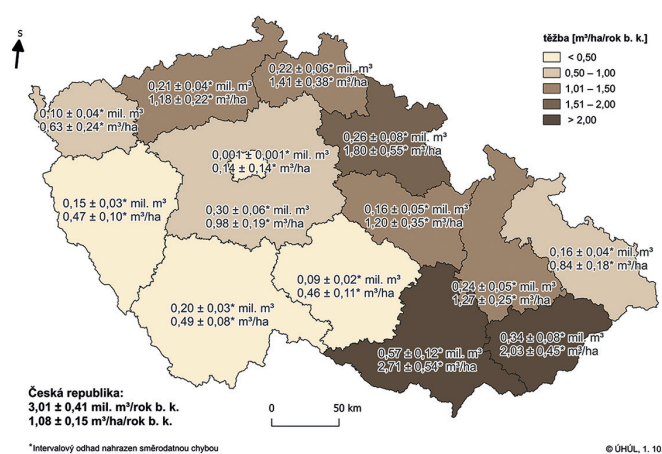 S
těžba [m³/ha/rok b. k.]
< 0,50
0,50 – 1,00
1,01 – 1,50
1,51 – 2,00
> 2,00
0,22 ± 0,06* mil. m³
1,41 ± 0,38* m³/ha
0,21 ± 0,04* mil. m³
1,18 ± 0,22* m³/ha
0,10 ± 0,04* mil. m³
0,63 ± 0,24* m³/ha
0,26 ± 0,08* mil. m³
1,80 ± 0,55* m³/ha
0,001 ± 0,001* mil. m³
0,14 ± 0,14* m³/ha
0,15 ± 0,03* mil. m³
0,47 ± 0,10* m³/ha
0,30 ± 0,06* mil. m³
0,98 ± 0,19* m³/ha
0,16 ± 0,05* mil. m³
1,20 ± 0,35* m³/ha
0,16 ± 0,04* mil. m³
0,84 ± 0,18* m³/ha
0,09 ± 0,02* mil. m³
0,46 ± 0,11* m³/ha
0,24 ± 0,05* mil. m³
1,27 ± 0,25* m³/ha
0,20 ± 0,03* mil. m³
0,49 ± 0,08* m³/ha
0,34 ± 0,08* mil. m³
2,03 ± 0,45* m³/ha
0,57 ± 0,12* mil. m³
2,71 ± 0,54* m³/ha
Česká republika:
3,01 ± 0,41 mil. m³/rok b. k.
1,08 ± 0,15 m³/ha/rok b. k.
0 50 km
*Intervalový odhad nahrazen směrodatnou chybou
© ÚHÚL, 1. 10.